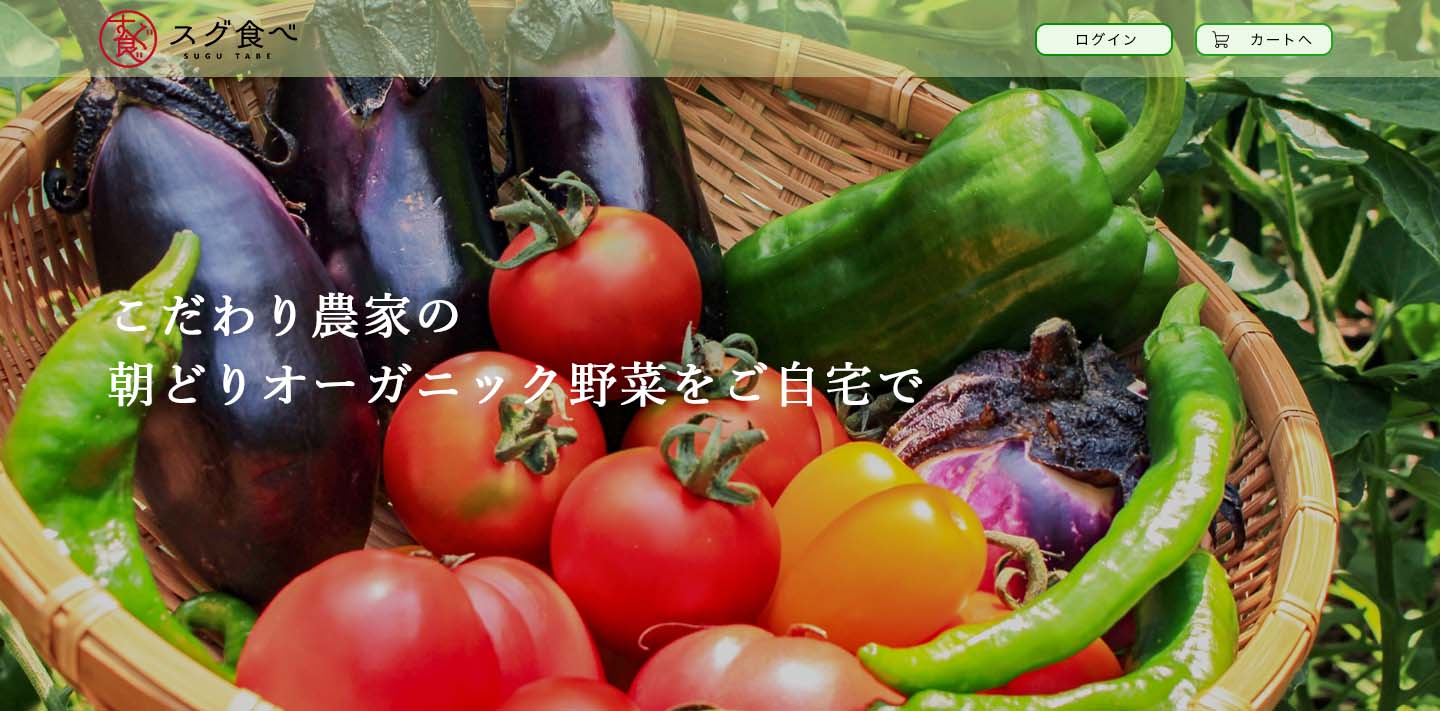 すぐ食べ
スグ食べ
SUGU TABE
ログイン
カートへ
こだわり農家の
朝どりオーガニック野菜をご自宅で